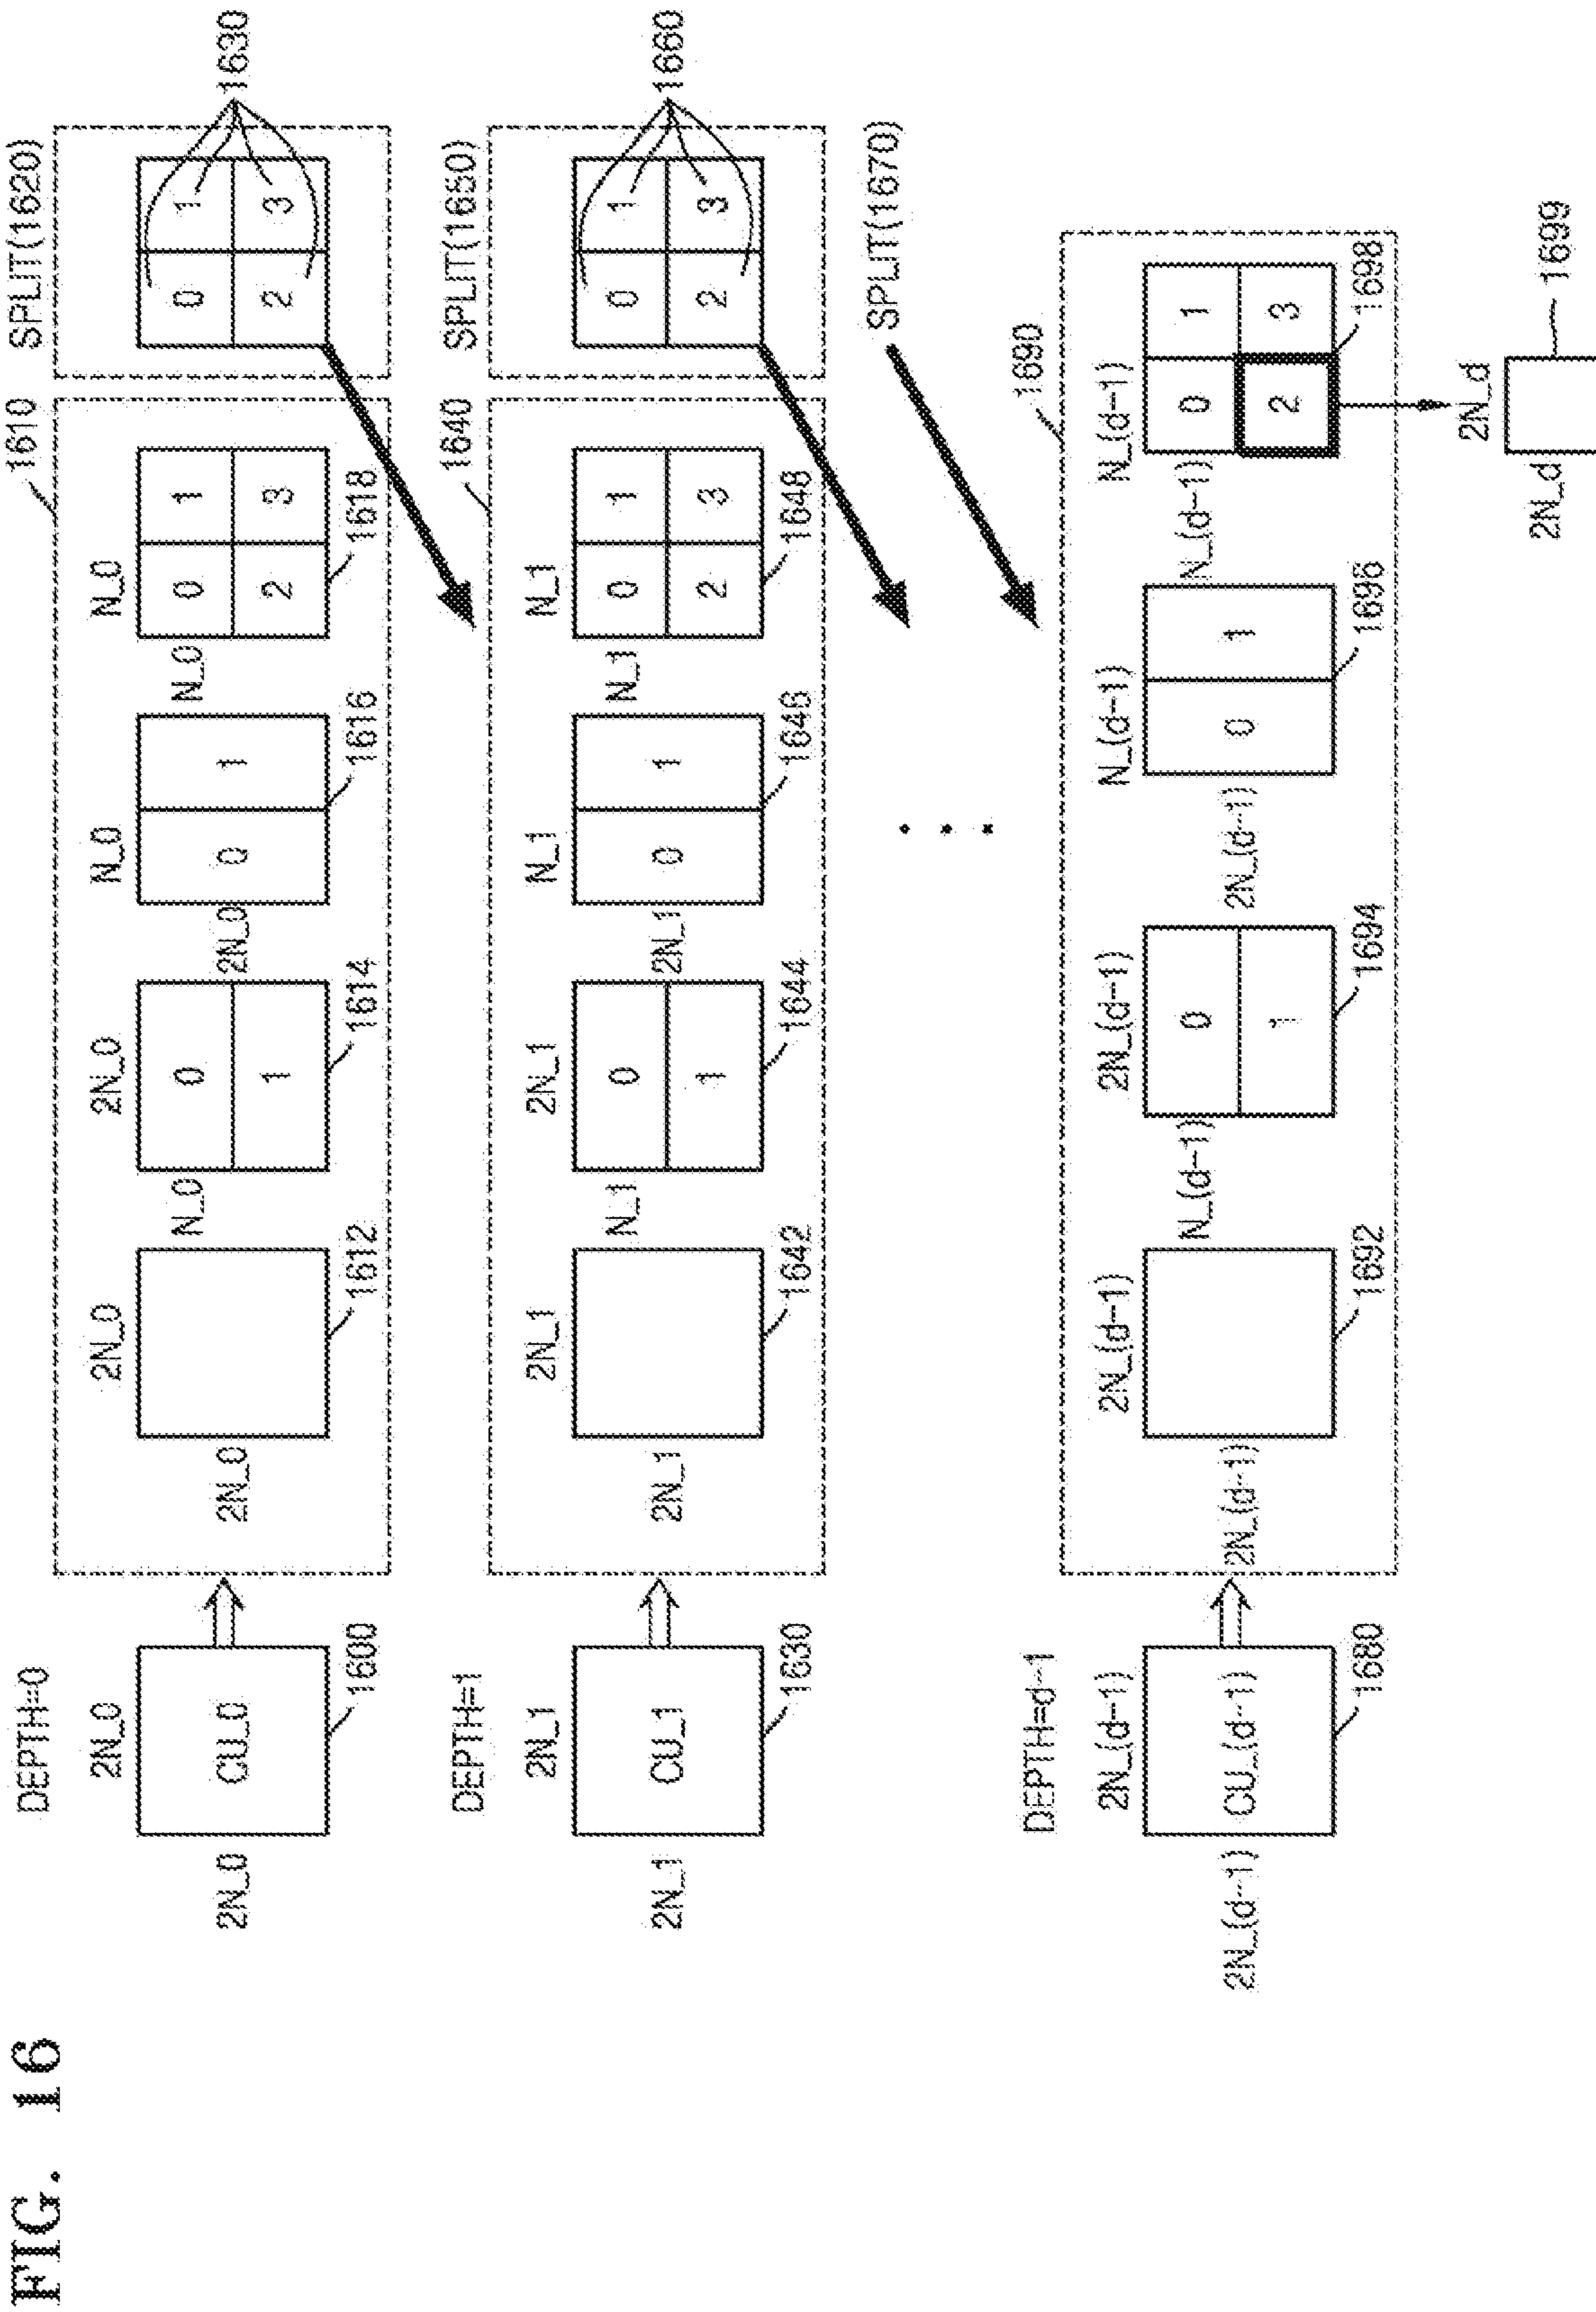 FIG. 16
DEPTH=0
2N_0
2N_0
CU_0
1600
1610
2N_0
2N_0
1612
2N_0
N_0
0
1
1614
N_0
2N_0
0
1
1616
N_0
N_0
0
1
2
3
1618
SPLIT(1620)
0
1
2
3
1630
DEPTH=1
2N_1
2N_1
CU_1
1630
1640
2N_1
2N_1
1642
2N_1
N_1
0
1
1644
N_1
2N_1
0
1
1646
N_1
N_1
0
1
2
3
1648
SPLIT(1650)
0
1
2
3
1660
SPLIT(1670)
DEPTH=d-1
2N_(d-1)
2N_(d-1)
CU_(d-1)
1680
1690
2N_(d-1)
2N_(d-1)
1692
2N_(d-1)
N_(d-1)
0
1
1694
N_(d-1)
2N_(d-1)
0
1
1696
N_(d-1)
N_(d-1)
0
1
2
3
1698
2N_d
2N_d
1699